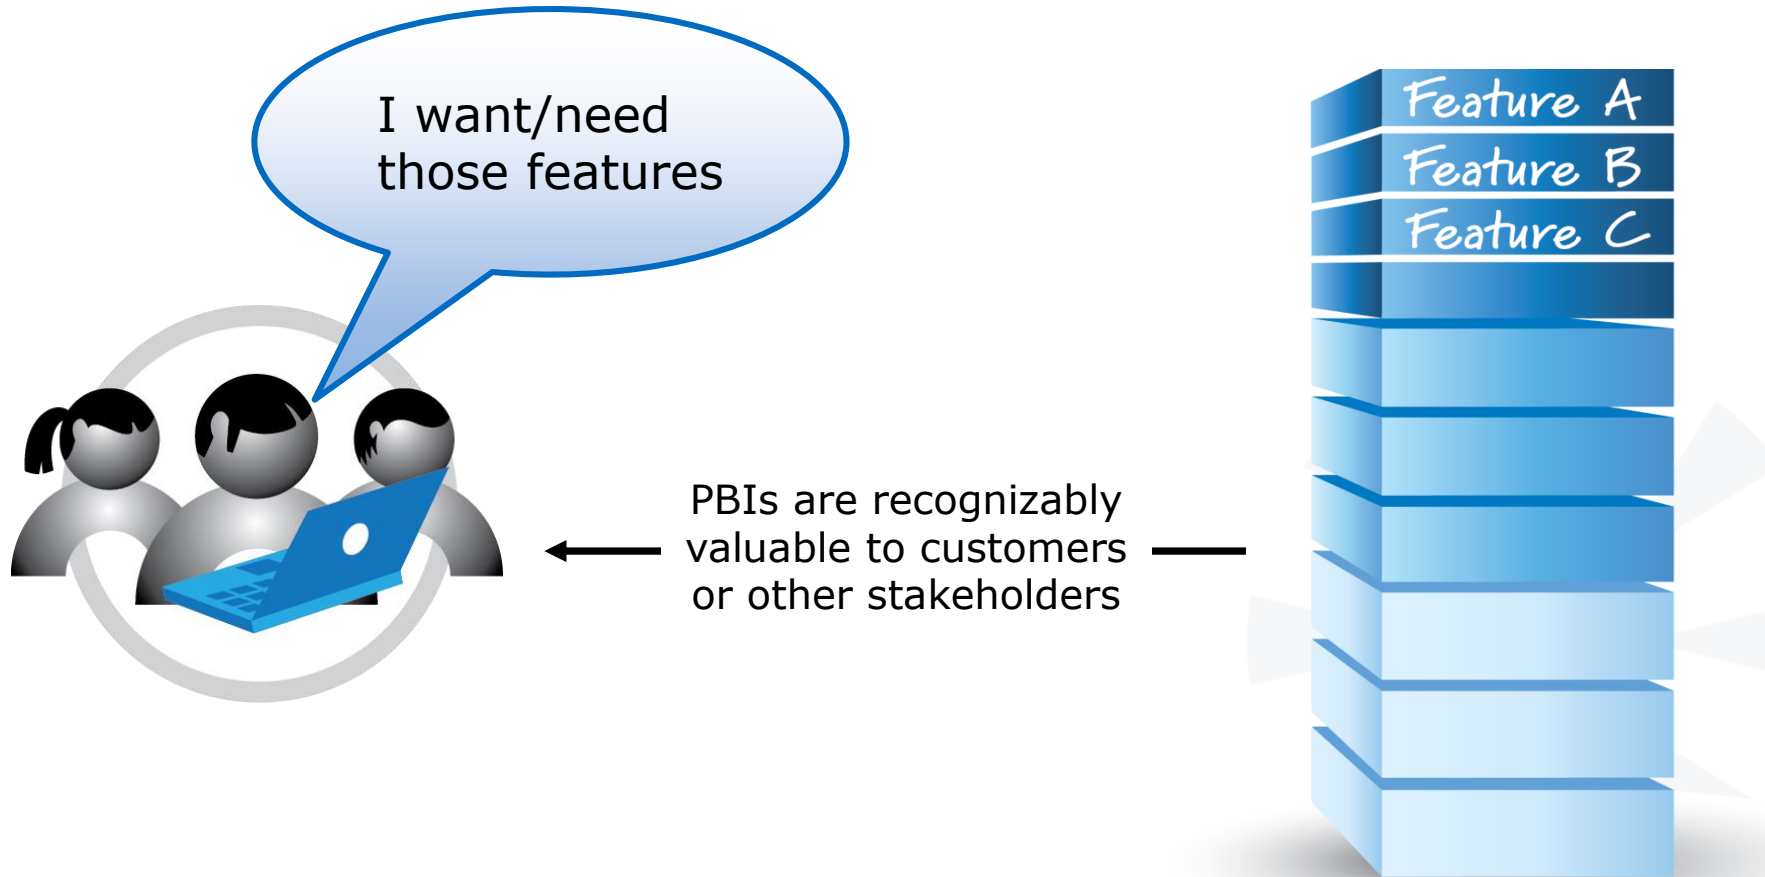 I want/need
those features
Feature A
Feature B
Feature C
PBIs are recognizably
valuable to customers
or other stakeholders